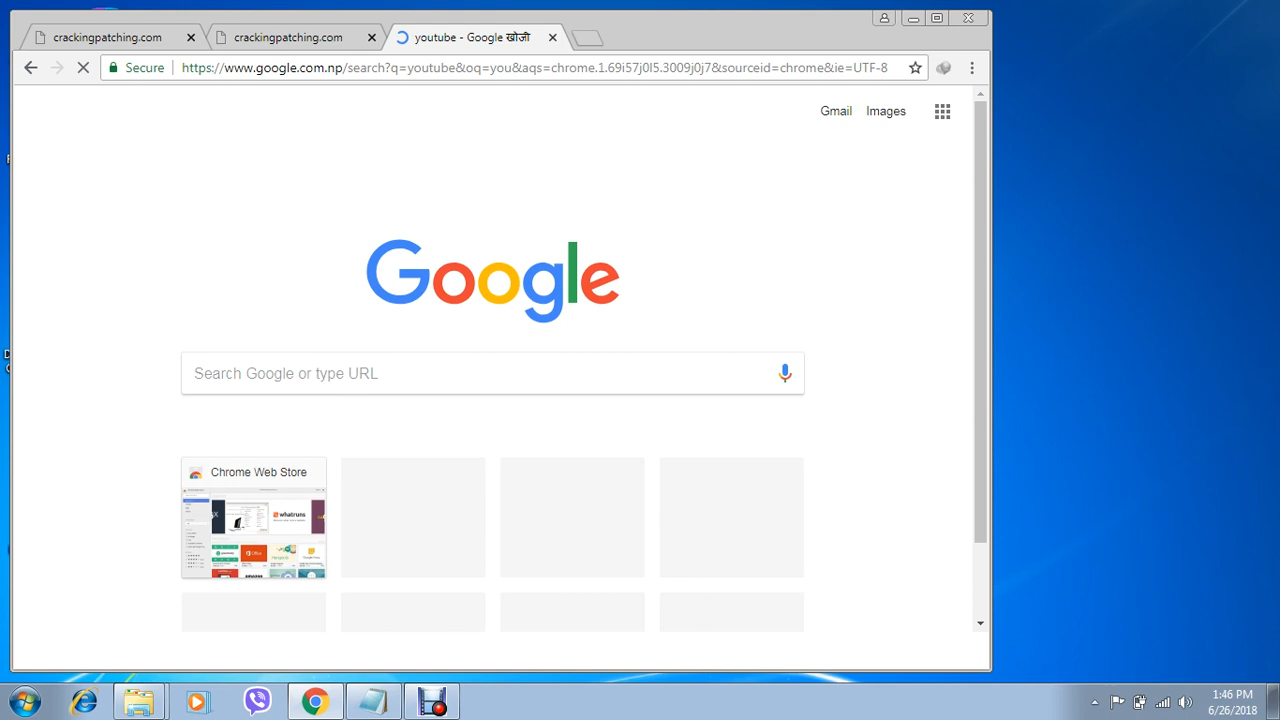 crackingpatching.com
crackingpatching.com
youtube - Google खोजी
Secure
https://www.google.com.np/search?q=youtube&oq=you&aqs=chrome.1.69i57j0l5.3009j0j7&sourceid=chrome&ie=UTF-8
Gmail Images
Google
Search Google or type URL
Chrome Web Store
whatruns
1:46 PM
6/26/2018